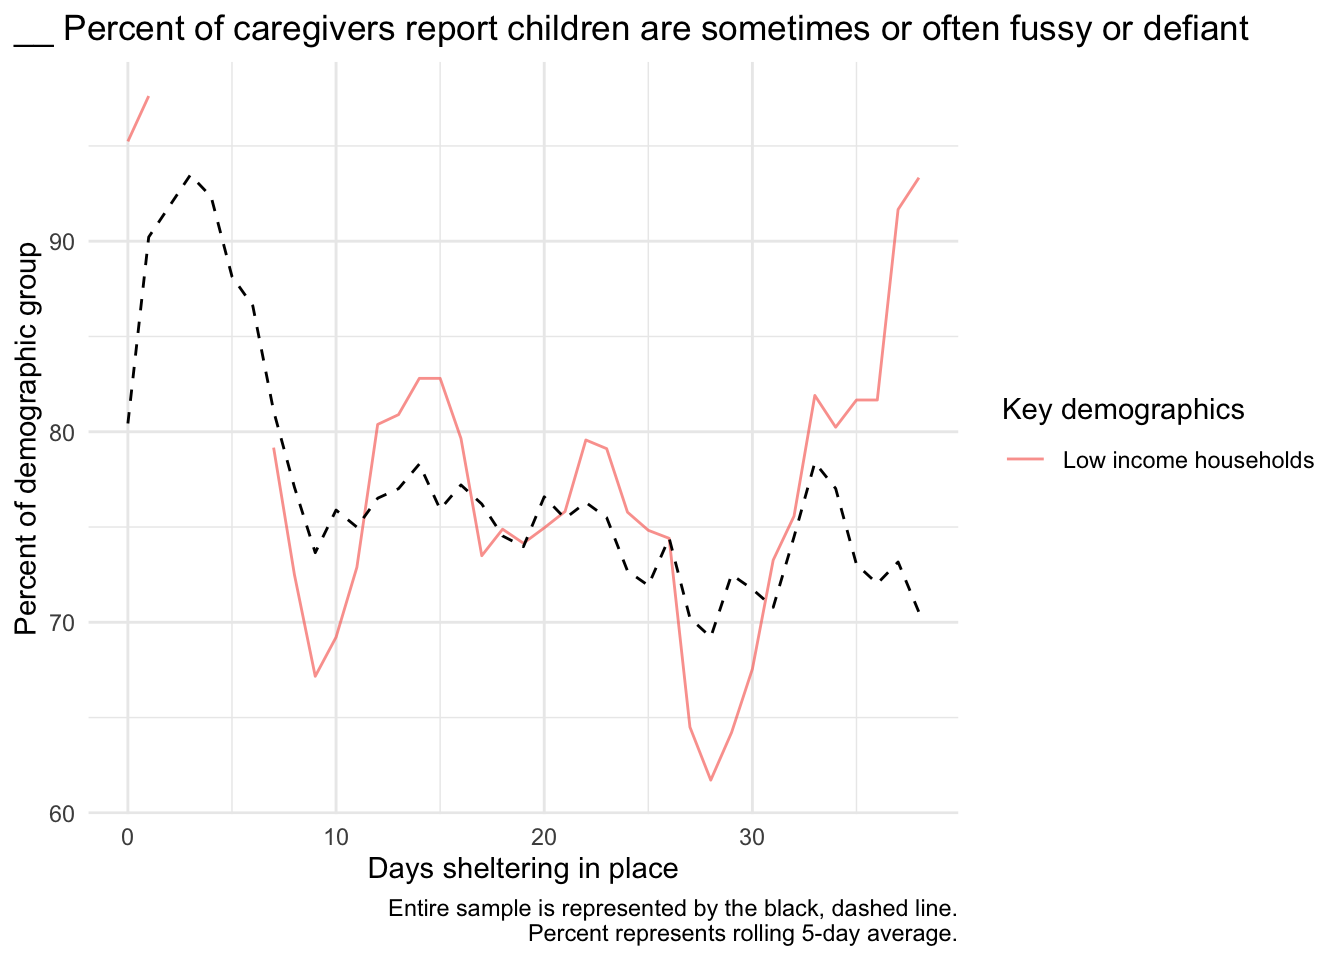 __ Percent of caregivers report children are sometimes or often fussy or defiant
Percent of demographic group
90
80
70
60
0
10
20
30
Days sheltering in place
Key demographics
Low income households
Entire sample is represented by the black, dashed line.
Percent represents rolling 5-day average.